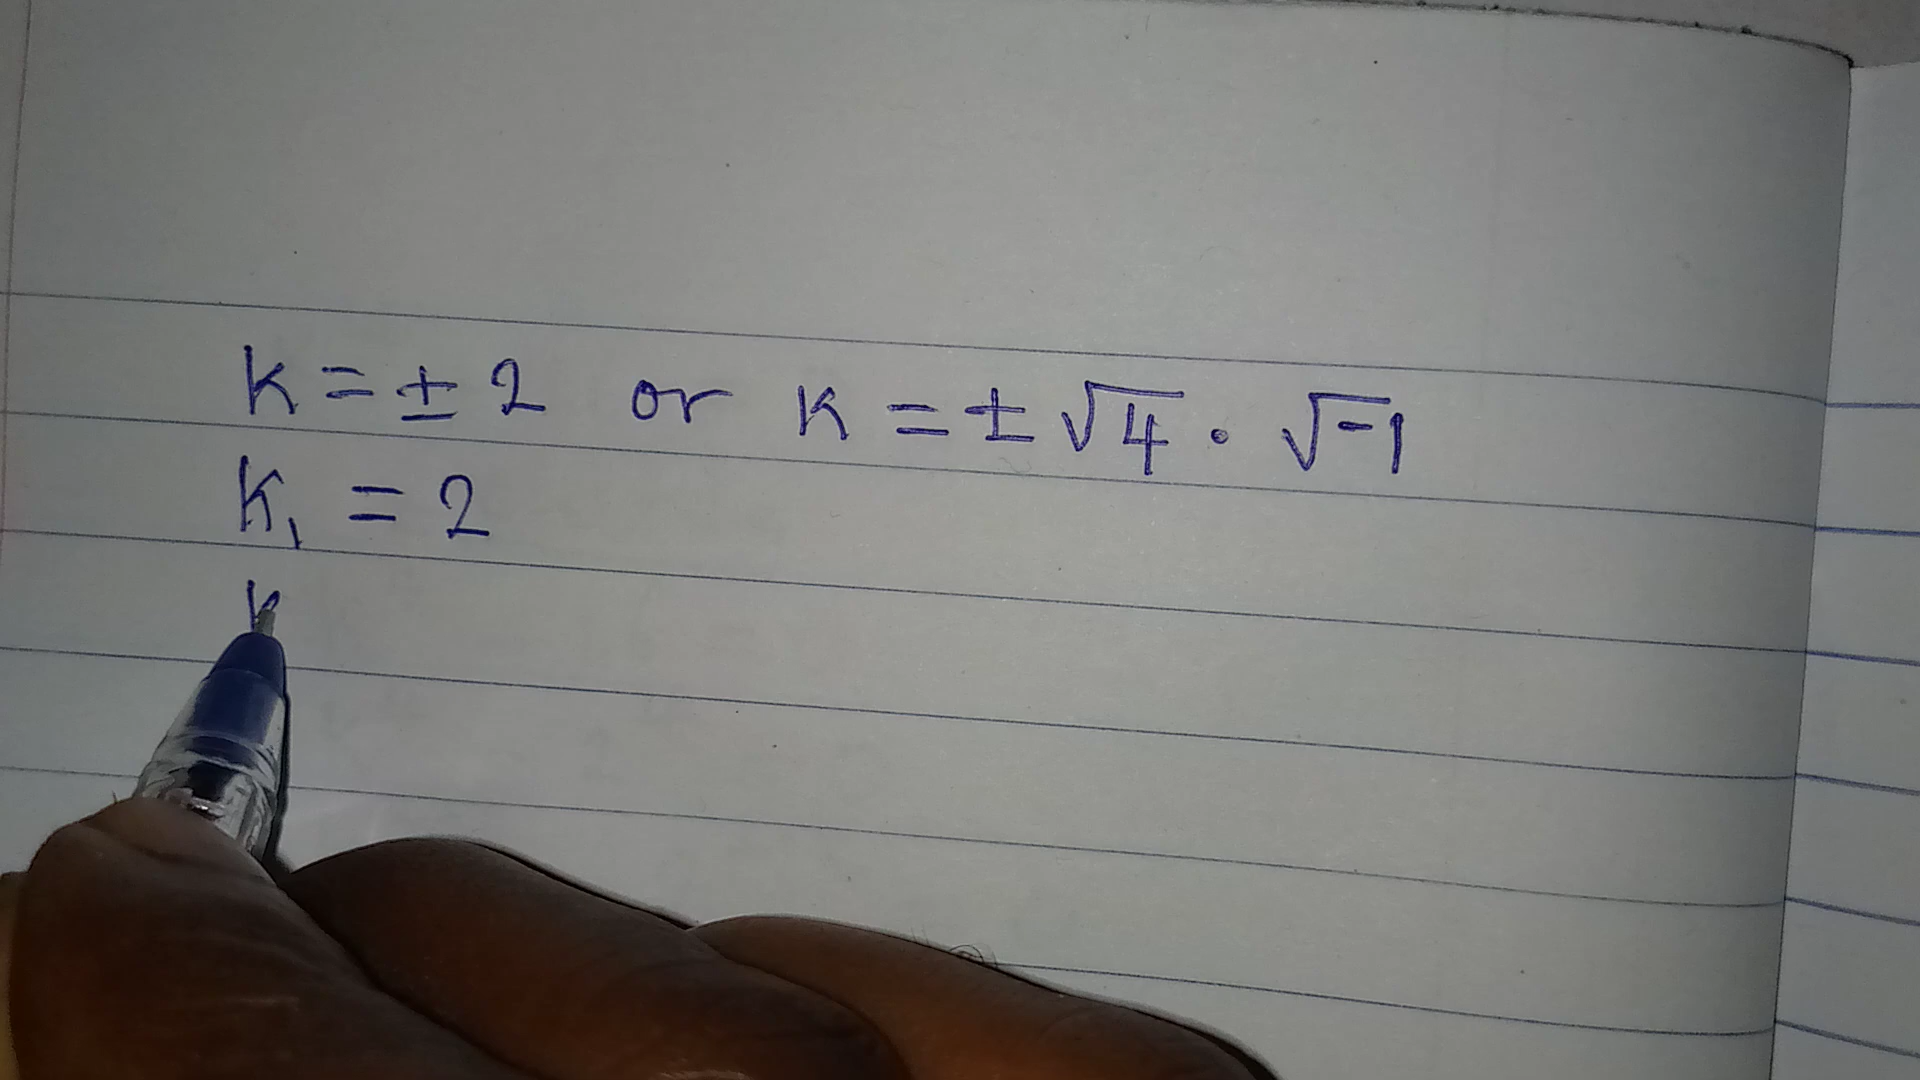 k = ± 2 or k = ± √4 · √-1
k₁ = 2
k